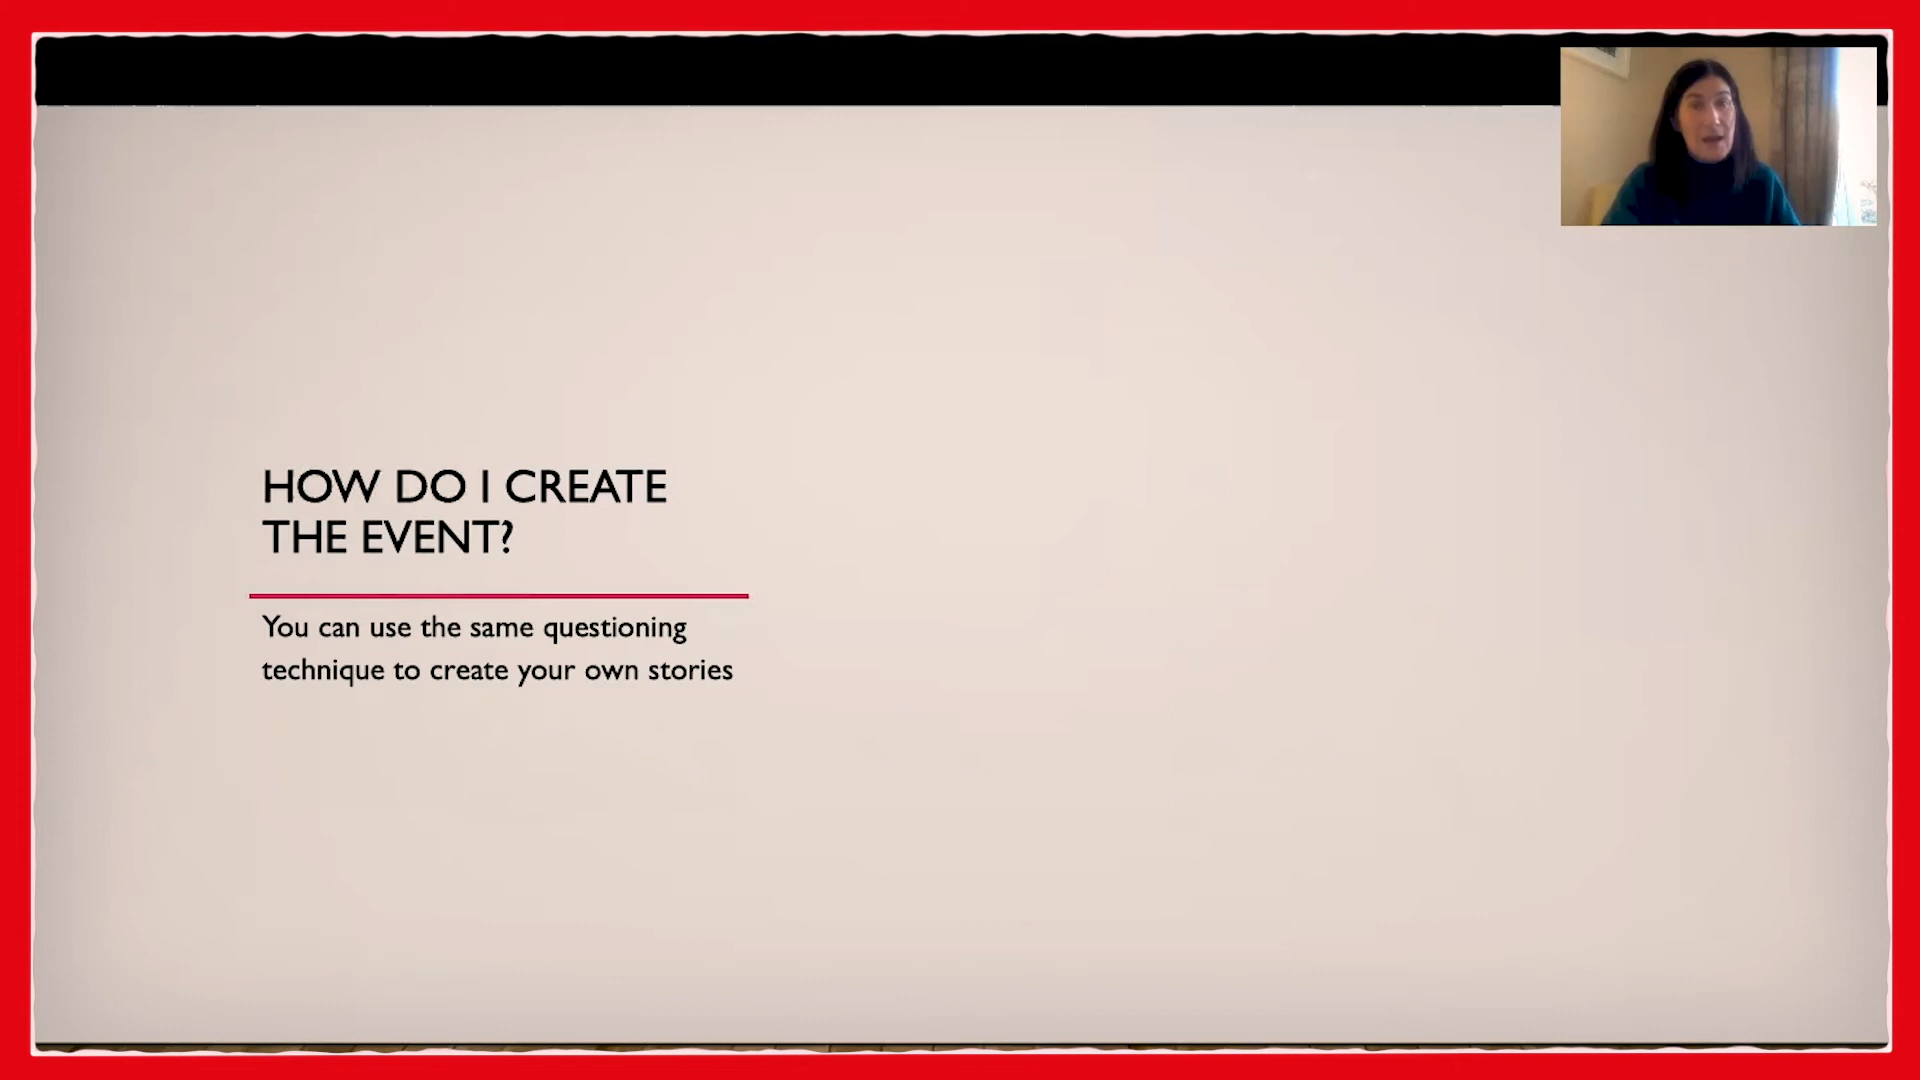 HOW DO I CREATE
THE EVENT?
You can use the same questioning
technique to create your own stories